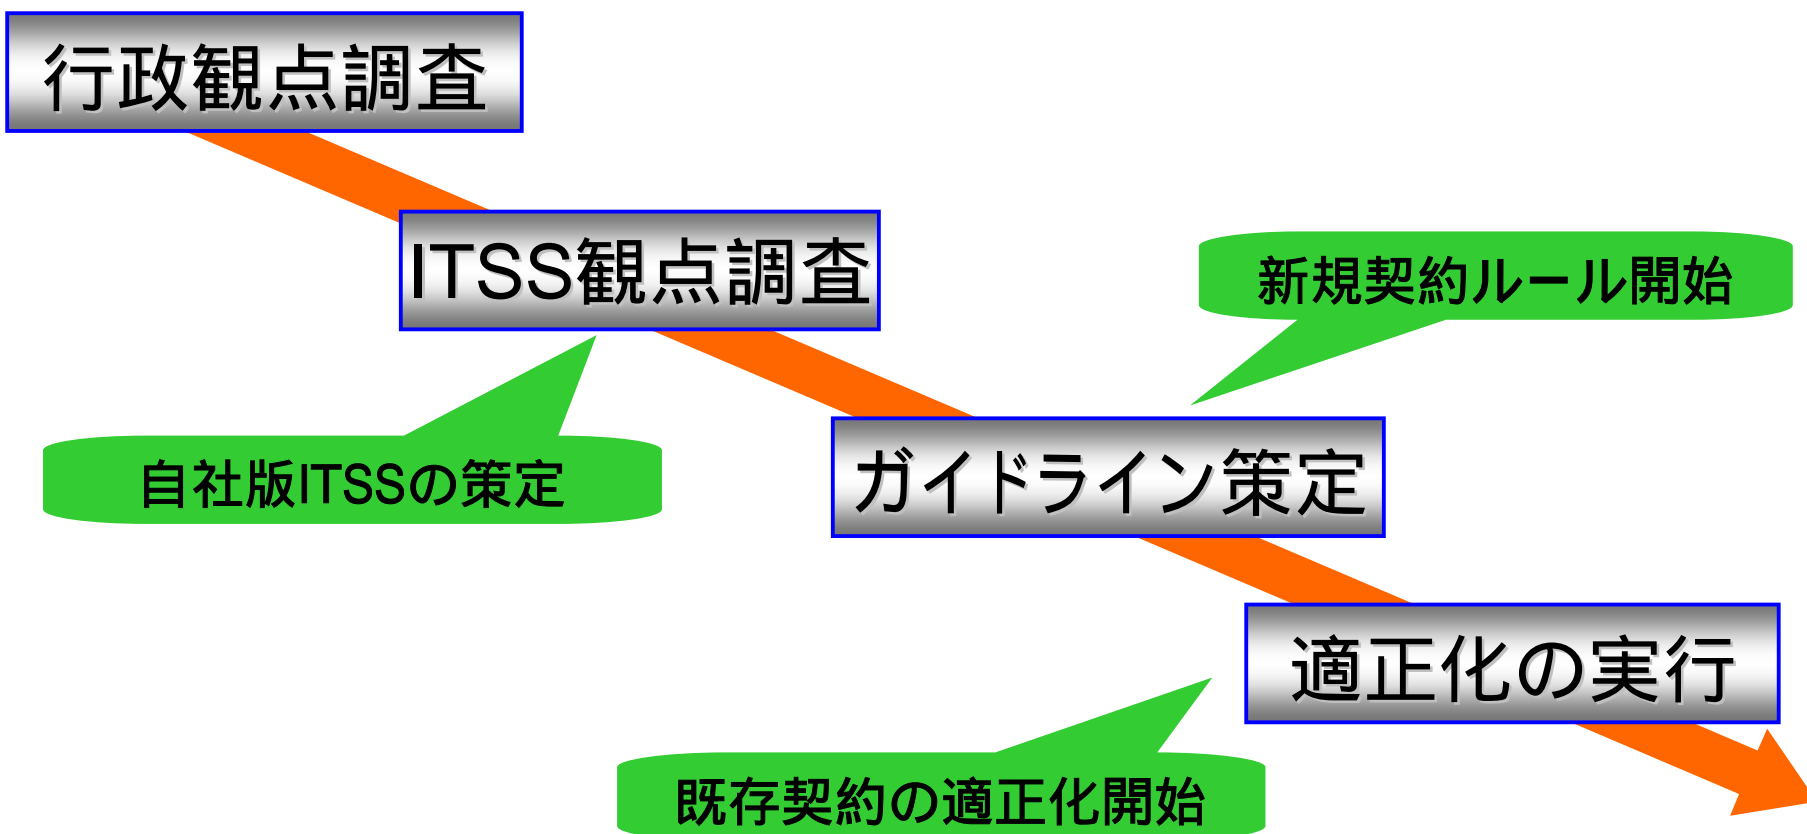 行政観点調査
ITSS観点調査
新規契約ルール開始
自社版ITSSの策定
ガイドライン策定
適正化の実行
既存契約の適正化開始